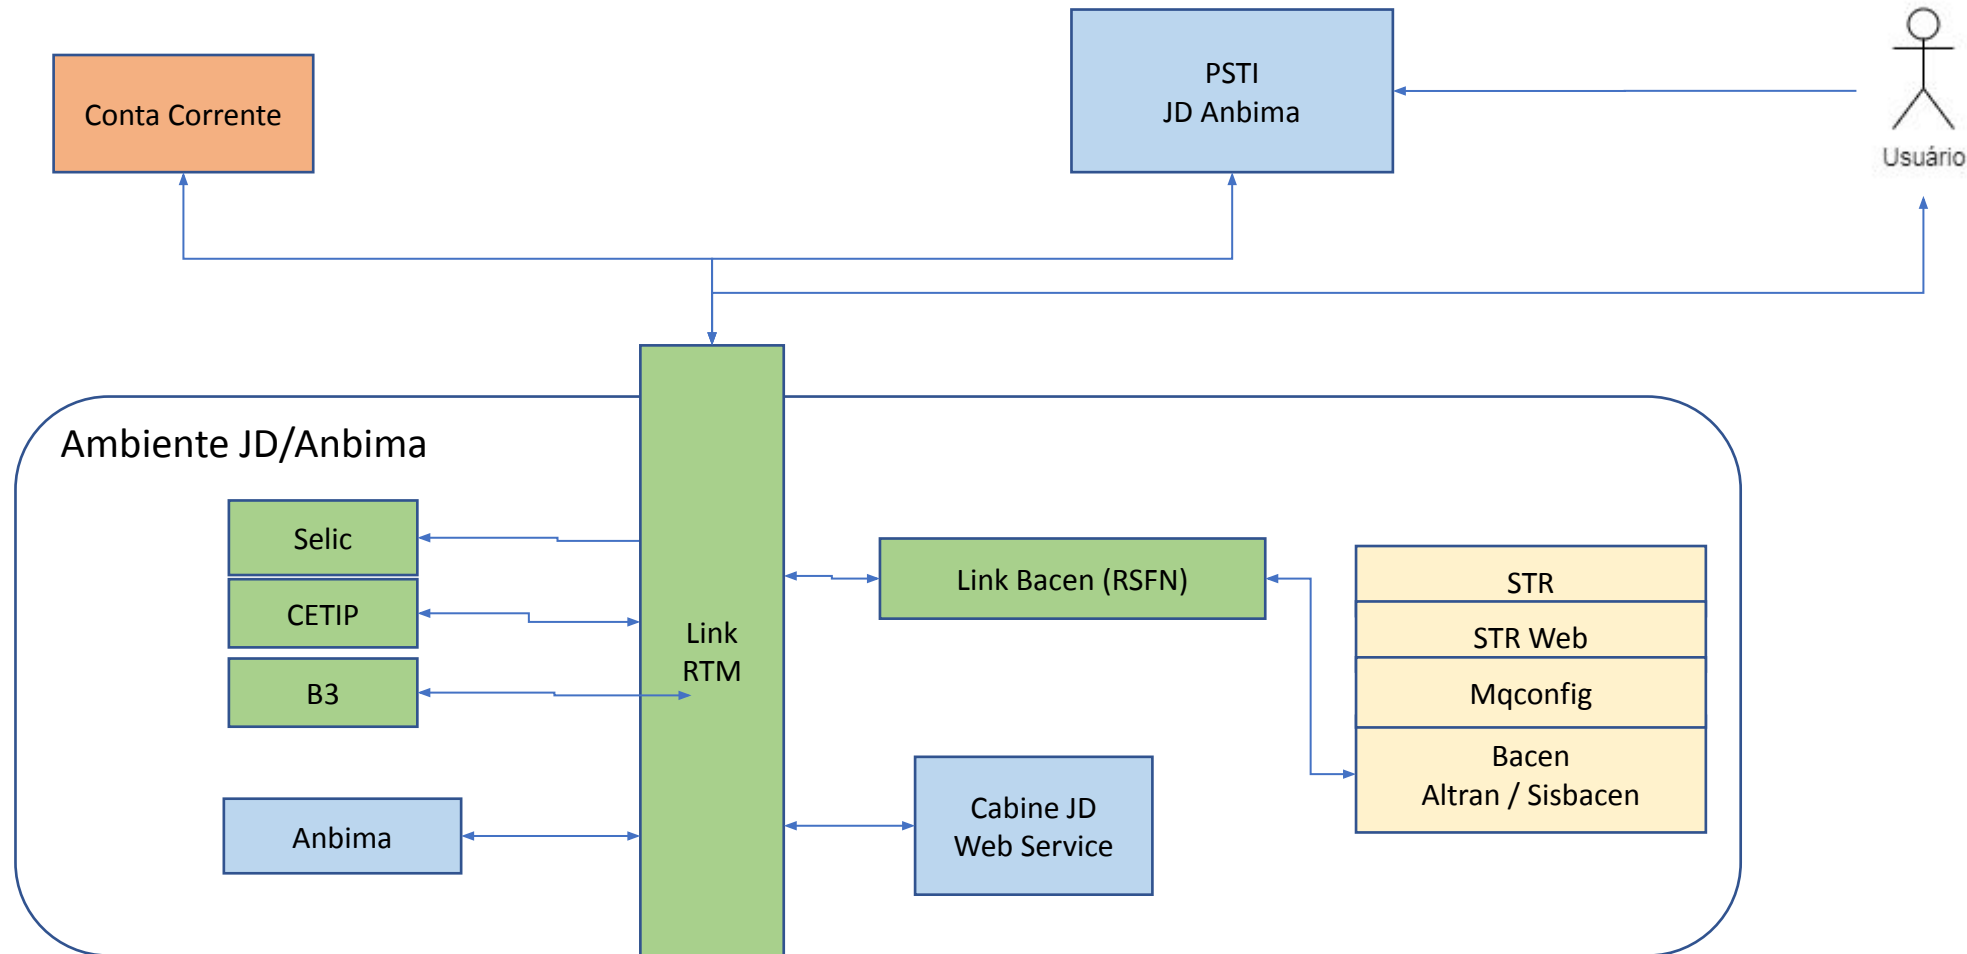 PSTI
JD Anbima
Conta Corrente
Usuário
Ambiente JD/Anbima
Selic
CETIP
B3
Anbima
Link
RTM
Link Bacen (RSFN)
Cabine JD
Web Service
STR
STR Web
Mqconfig
Bacen
Altran / Sisbacen